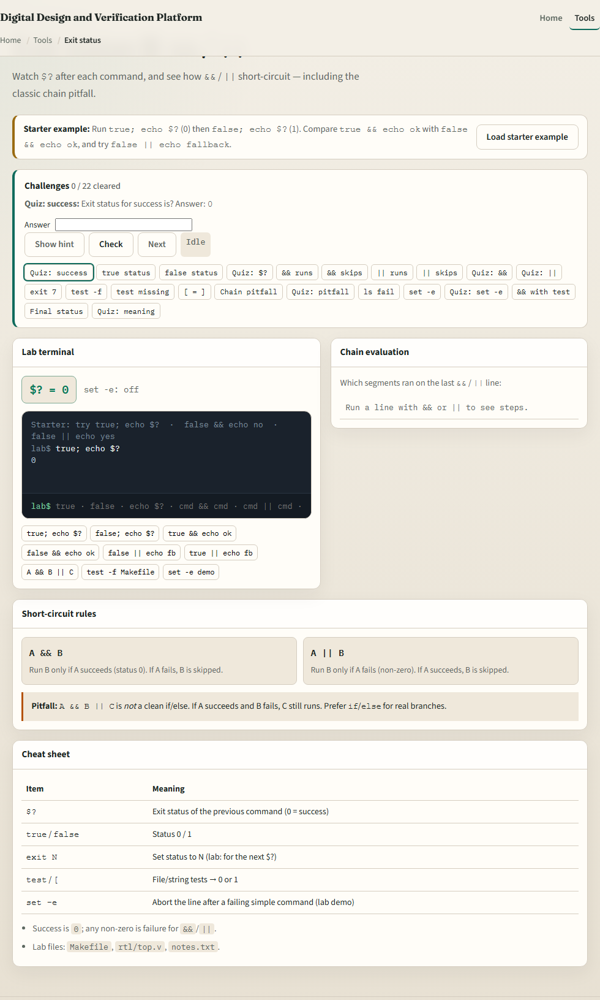 Digital Design and Verification Platform
Home Tools
Home / Tools / Exit status
Watch $? after each command, and see how && / || short-circuit — including the
classic chain pitfall.
Starter example: Run true; echo $? (0) then false; echo $? (1). Compare true && echo ok with false
&& echo ok, and try false || echo fallback.
Load starter example
Challenges 0 / 22 cleared
Quiz: success: Exit status for success is? Answer: 0
Answer
Show hint Check Next Idle
Quiz: success true status false status Quiz: $? && runs && skips || runs || skips Quiz: && Quiz: ||
exit 7 test -f test missing [ = ] Chain pitfall Quiz: pitfall ls fail set -e Quiz: set -e && with test
Final status Quiz: meaning
Lab terminal
$? = 0 set -e: off
Starter: try true; echo $? · false && echo no ·
false || echo yes
lab$ true; echo $?
0
lab$ true · false · echo $? · cmd && cmd · cmd || cmd ·
true; echo $? false; echo $? true && echo ok
false && echo ok false || echo fb true || echo fb
A && B || C test -f Makefile set -e demo
Chain evaluation
Which segments ran on the last && / || line:
Run a line with && or || to see steps.
Short-circuit rules
A && B
Run B only if A succeeds (status 0). If A fails, B is skipped.
A || B
Run B only if A fails (non-zero). If A succeeds, B is skipped.
Pitfall: A && B || C is not a clean if/else. If A succeeds and B fails, C still runs. Prefer if/else for real branches.
Cheat sheet
Item Meaning
$? Exit status of the previous command (0 = success)
true / false Status 0 / 1
exit N Set status to N (lab: for the next $?)
test / [ File/string tests → 0 or 1
set -e Abort the line after a failing simple command (lab demo)
• Success is 0; any non-zero is failure for && / ||.
• Lab files: Makefile, rtl/top.v, notes.txt.